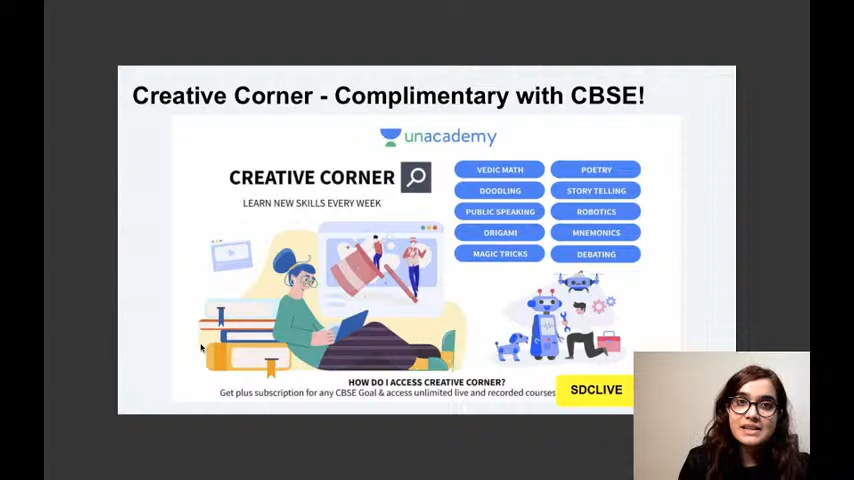 Creative Corner - Complimentary with CBSE!
unacademy
CREATIVE CORNER
LEARN NEW SKILLS EVERY WEEK
VEDIC MATH
POETRY
DOODLING
STORY TELLING
PUBLIC SPEAKING
ROBOTICS
ORIGAMI
MNEMONICS
MAGIC TRICKS
DEBATING
HOW DO I ACCESS CREATIVE CORNER?
Get plus subscription for any CBSE Goal & access unlimited live and recorded courses
SDCLIVE